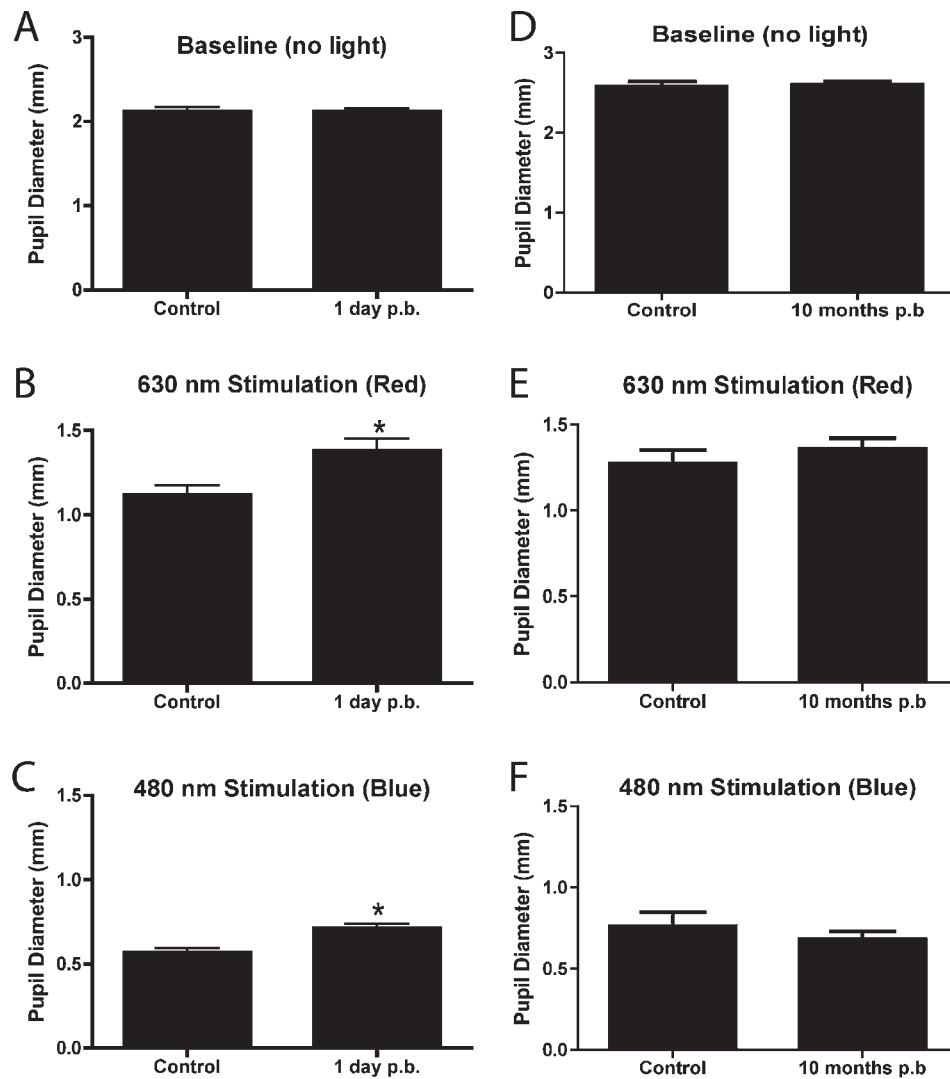 A
Baseline (no light)
Pupil Diameter (mm)
3
2
1
0
Control
1 day p.b.
D
Baseline (no light)
Pupil Diameter (mm)
3
2
1
0
Control
10 months p.b
B
630 nm Stimulation (Red)
Pupil Diameter (mm)
1.5
1.0
0.5
0.0
*
Control
1 day p.b.
E
630 nm Stimulation (Red)
Pupil Diameter (mm)
1.5
1.0
0.5
0.0
Control
10 months p.b
C
480 nm Stimulation (Blue)
Pupil Diameter (mm)
1.5
1.0
0.5
0.0
*
Control
1 day p.b.
F
480 nm Stimulation (Blue)
Pupil Diameter (mm)
1.5
1.0
0.5
0.0
Control
10 months p.b